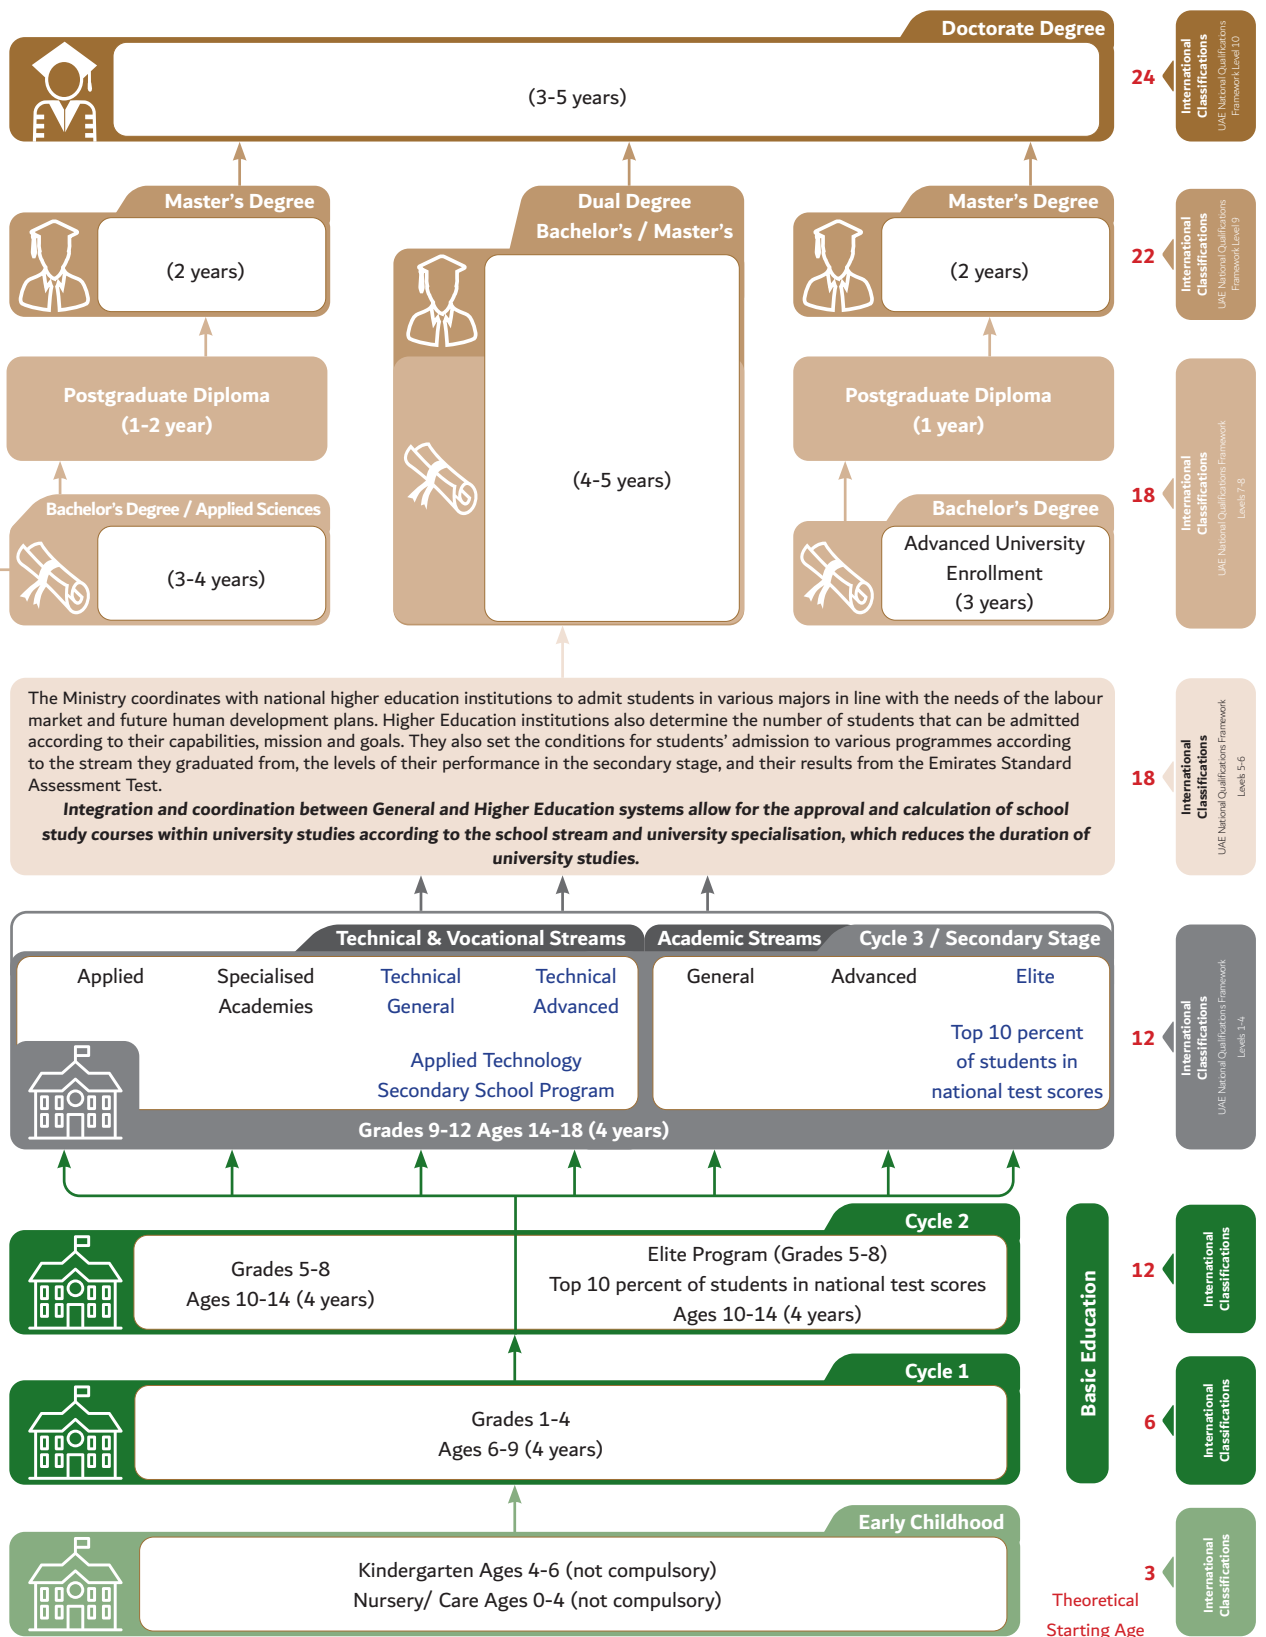 Doctorate Degree
(3-5 years)
24
International
Classifications
UAE National Qualifications
Framework Level 10
Master's Degree
(2 years)
Dual Degree
Bachelor's / Master's
(4-5 years)
Master's Degree
(2 years)
22
International
Classifications
UAE National Qualifications
Framework Level 9
Postgraduate Diploma
(1-2 year)
Postgraduate Diploma
(1 year)
Bachelor's Degree / Applied Sciences
(3-4 years)
Bachelor's Degree
Advanced University
Enrollment
(3 years)
18
International
Classifications
UAE National Qualifications Framework
Levels 7-8
The Ministry coordinates with national higher education institutions to admit students in various majors in line with the needs of the labour
market and future human development plans. Higher Education institutions also determine the number of students that can be admitted
according to their capabilities, mission and goals. They also set the conditions for students' admission to various programmes according
to the stream they graduated from, the levels of their performance in the secondary stage, and their results from the Emirates Standard
Assessment Test.
Integration and coordination between General and Higher Education systems allow for the approval and calculation of school
study courses within university studies according to the school stream and university specialisation, which reduces the duration of
university studies.
18
International
Classifications
UAE National Qualifications Framework
Levels 5-6
Technical & Vocational Streams
Academic Streams
Cycle 3 / Secondary Stage
Applied
Specialised
Academies
Technical
General
Technical
Advanced
Applied Technology
Secondary School Program
General
Advanced
Elite
Top 10 percent
of students in
national test scores
Grades 9-12 Ages 14-18 (4 years)
12
International
Classifications
UAE National Qualifications Framework
Levels 1-4
Cycle 2
Grades 5-8
Ages 10-14 (4 years)
Elite Program (Grades 5-8)
Top 10 percent of students in national test scores
Ages 10-14 (4 years)
12
International
Classifications
Basic Education
Cycle 1
Grades 1-4
Ages 6-9 (4 years)
6
International
Classifications
Early Childhood
Kindergarten Ages 4-6 (not compulsory)
Nursery/ Care Ages 0-4 (not compulsory)
3
Theoretical
Starting Age
International
Classifications